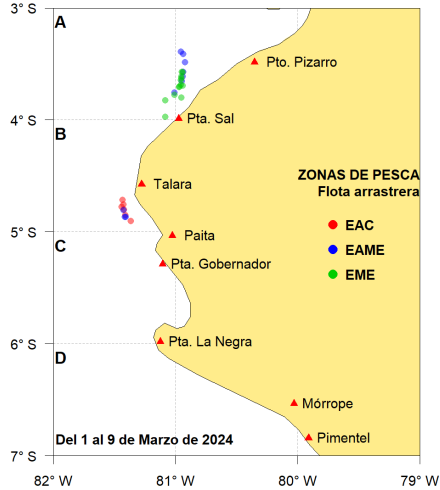 3° S
A
Pto. Pizarro
4° S
Pta. Sal
B
ZONAS DE PESCA
Talara
Flota arrastrera
EAC
5° S
Paita
C
EAME
Pta. Gobernador
EME
6° S
Pta. La Negra
D
Mórrope
Del 1 al 9 de Marzo de 2024
Pimentel
7° S
82° W
81° W
80° W
79° W